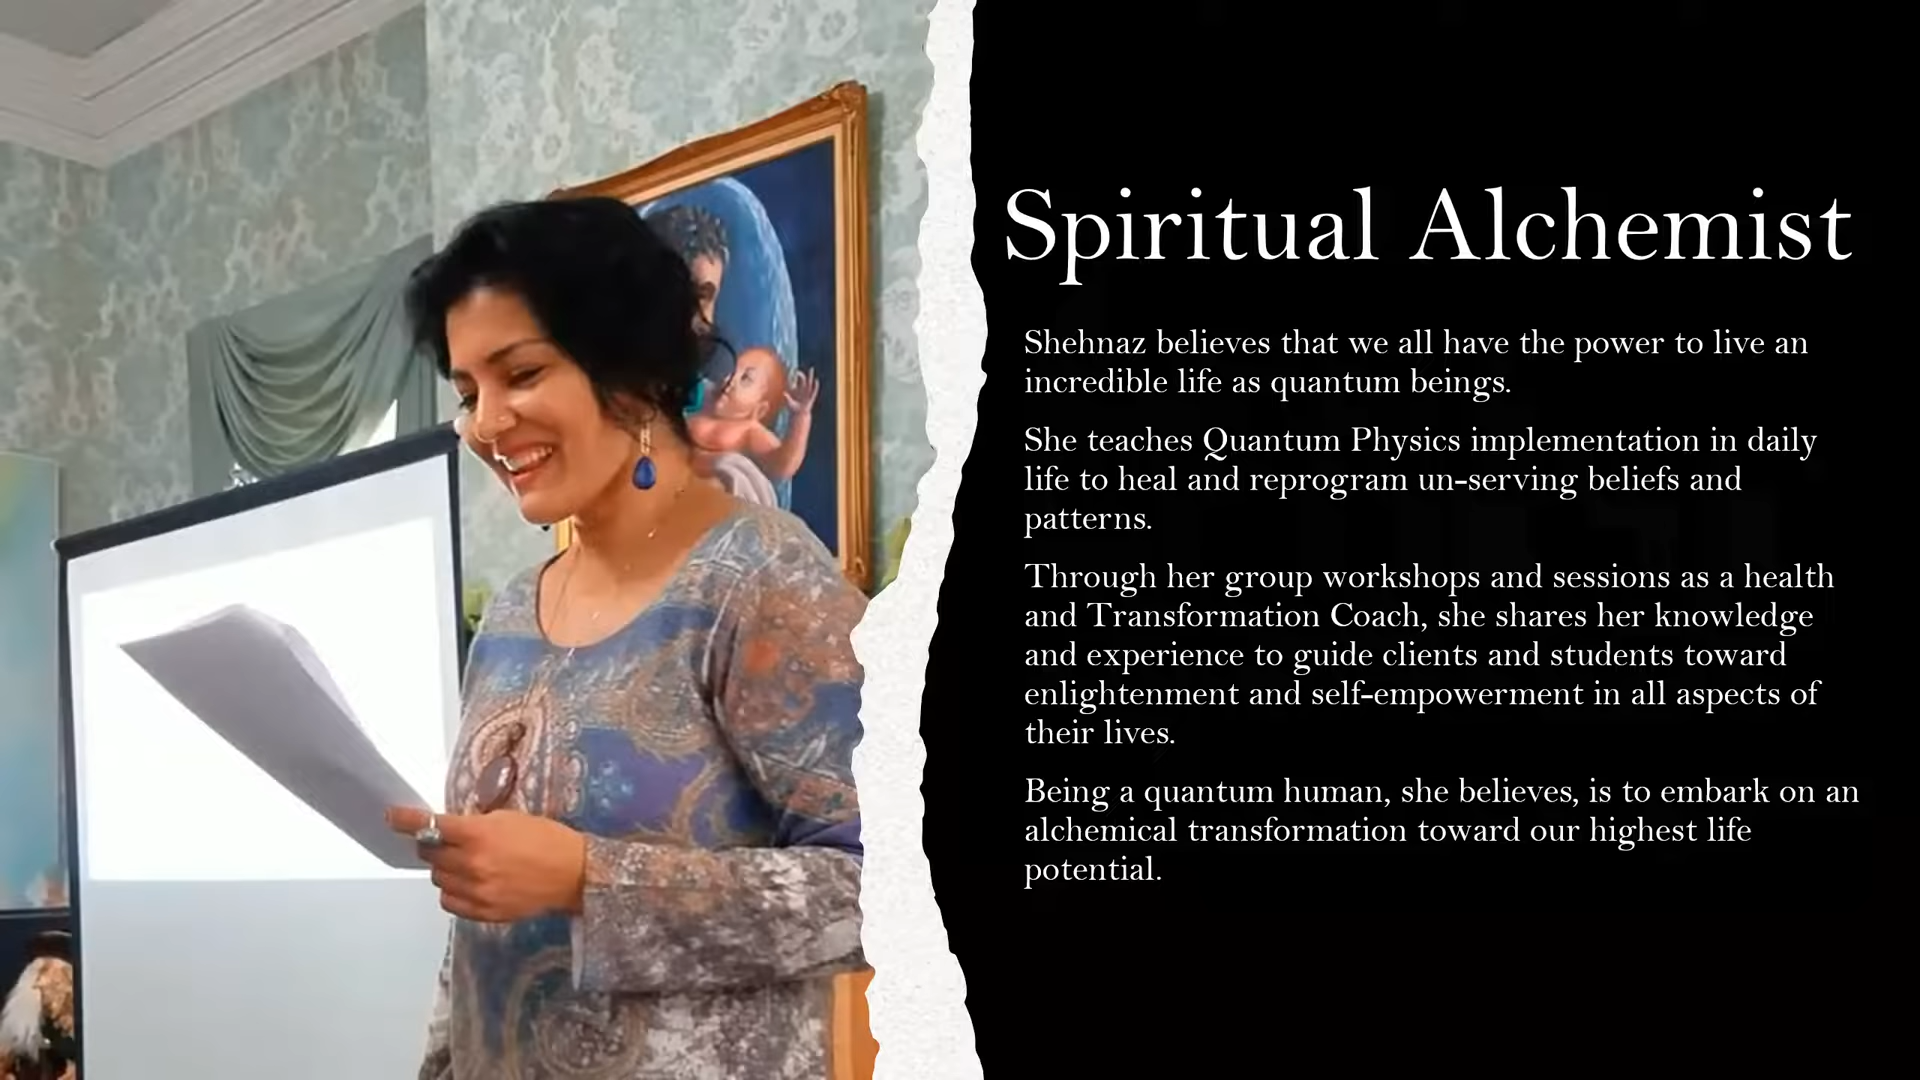 Spiritual Alchemist
Shehnaz believes that we all have the power to live an
incredible life as quantum beings.
She teaches Quantum Physics implementation in daily
life to heal and reprogram un-serving beliefs and
patterns.
Through her group workshops and sessions as a health
and Transformation Coach, she shares her knowledge
and experience to guide clients and students toward
enlightenment and self-empowerment in all aspects of
their lives.
Being a quantum human, she believes, is to embark on an
alchemical transformation toward our highest life
potential.